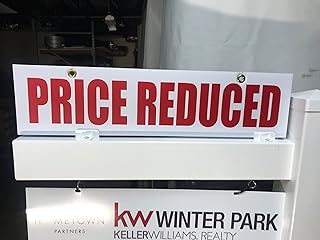 PRICE REDUCED
HOMETOWN
PARTNERS
kw WINTER PARK
KELLERWILLIAMS. REALTY